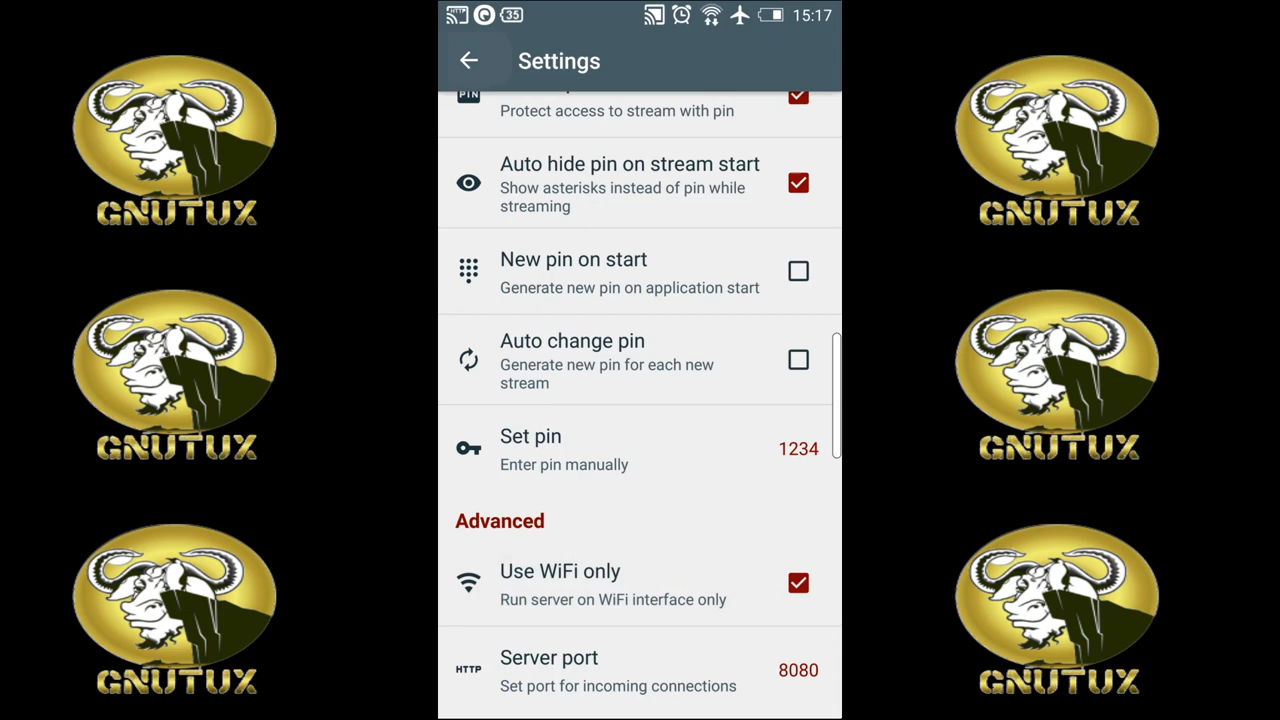 HTTP
35
15:17
Settings
PIN
Protect access to stream with pin
Auto hide pin on stream start
Show asterisks instead of pin while
streaming
New pin on start
Generate new pin on application start
Auto change pin
Generate new pin for each new
stream
Set pin
1234
Enter pin manually
Advanced
Use WiFi only
Run server on WiFi interface only
HTTP
Server port
8080
Set port for incoming connections
GNUTUX
GNUTUX
GNUTUX
GNUTUX
GNUTUX
GNUTUX